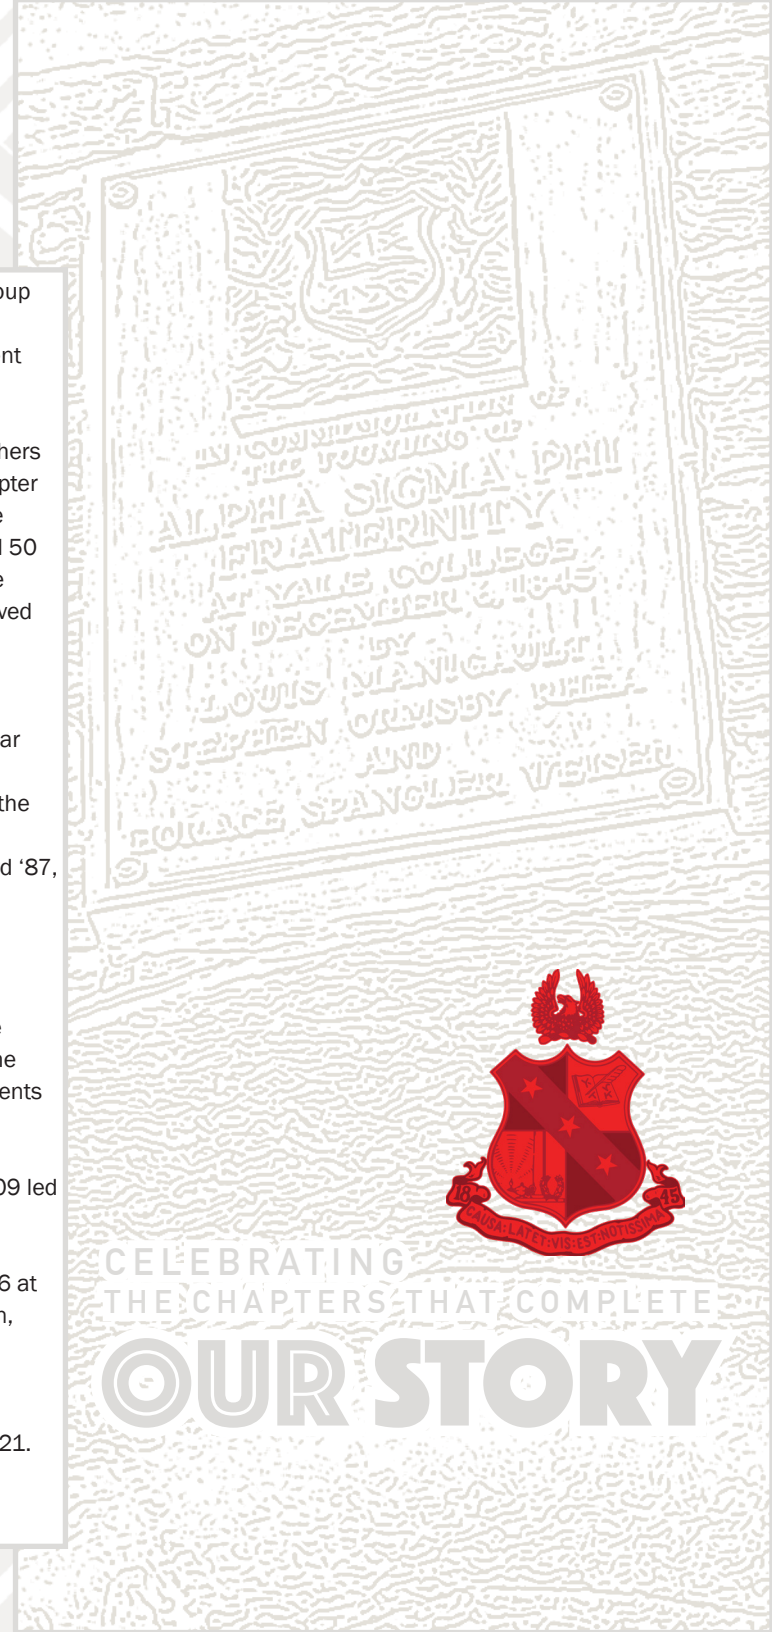 oup
nt
hers
pter
e
50
e
ved
ar
the
d ‘87,
e
ne
ents
09 led
6 at
n,
21.
IN COMMEMORATION OF
THE FOUNDING OF
ALPHA SIGMA PHI
FRATERNITY
AT YALE COLLEGE
ON DECEMBER 6, 1845
BY
LOUIS MANIGAULT
STEPHEN ORMSBY RHEA
AND
HORACE SPANGLER WEISER
18 45
CAUSA:LATET:VIS:EST:NOTISSIMA
CELEBRATING
THE CHAPTERS THAT COMPLETE
OUR STORY